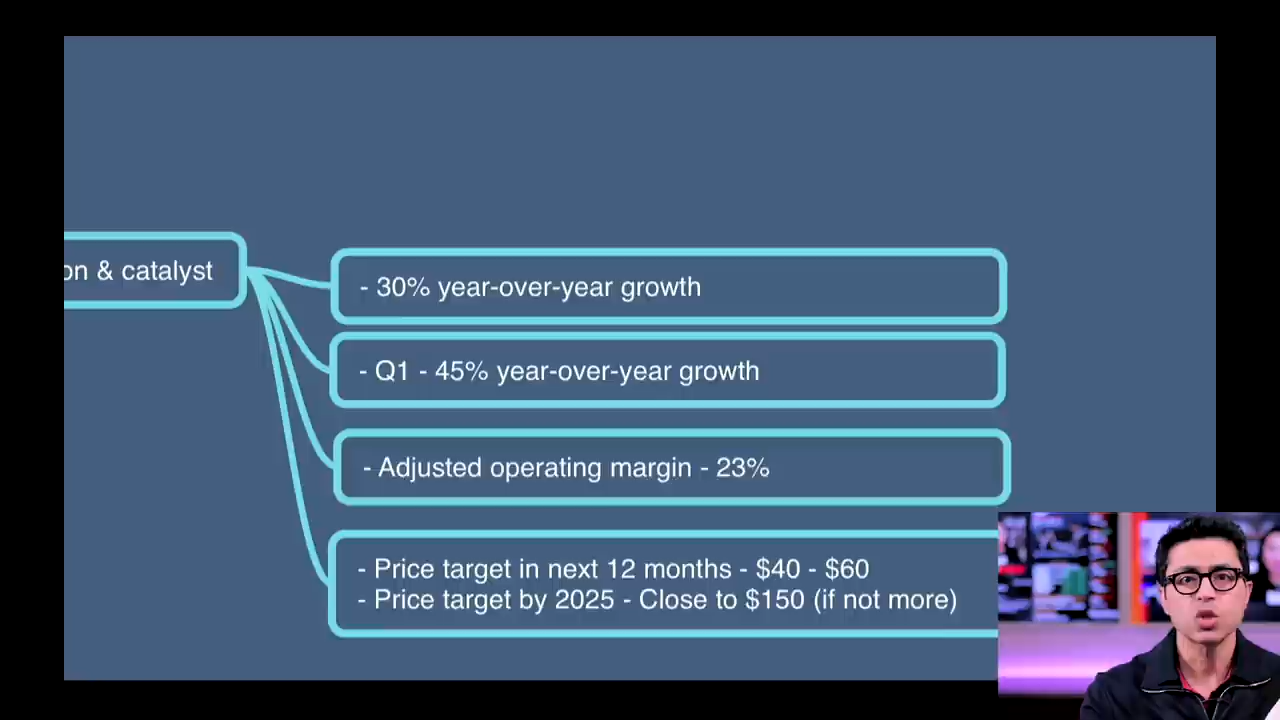 on & catalyst
- 30% year-over-year growth
- Q1 - 45% year-over-year growth
- Adjusted operating margin - 23%
- Price target in next 12 months - $40 - $60
- Price target by 2025 - Close to $150 (if not more)